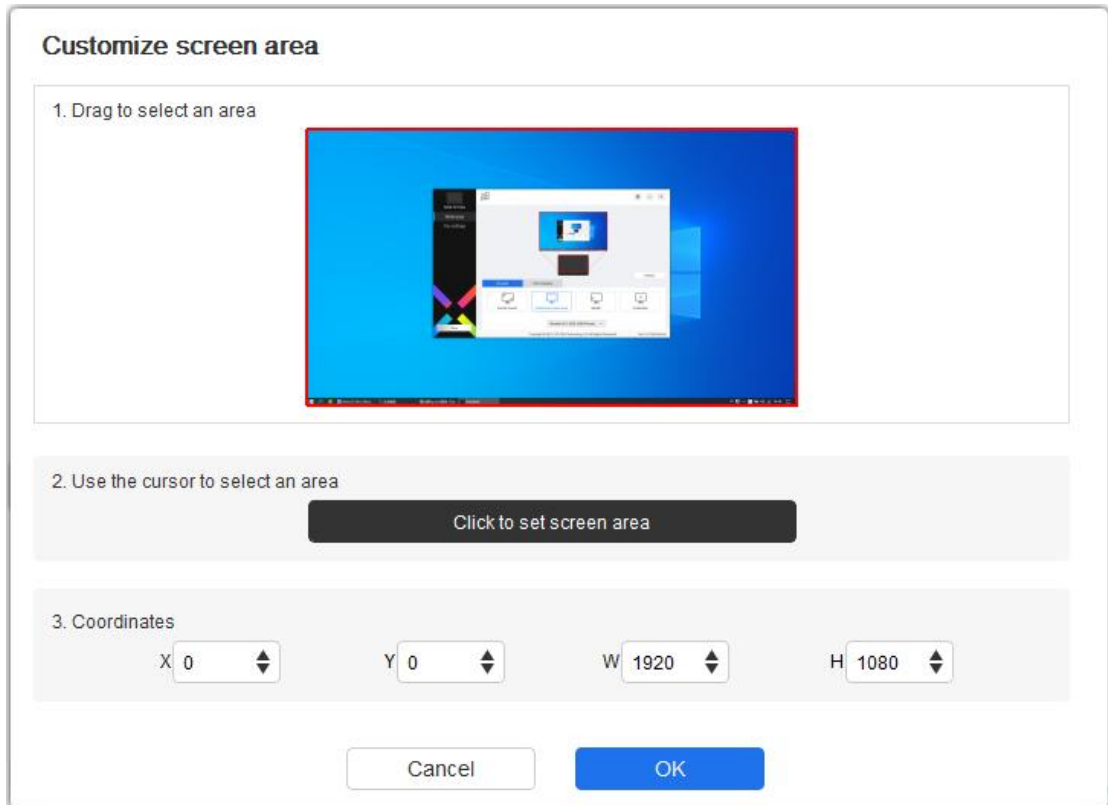 Customize screen area
1. Drag to select an area
2. Use the cursor to select an area
Click to set screen area
3. Coordinates
X 0 Y 0 W 1920 H 1080
Cancel OK